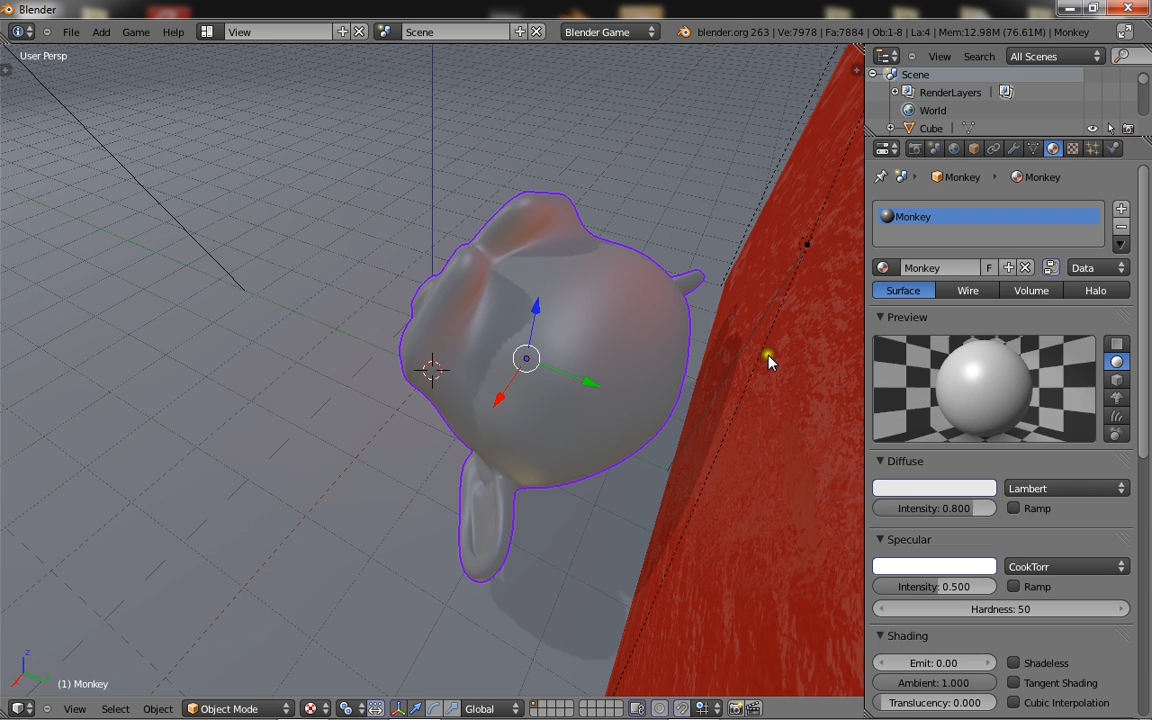 Blender
File Add Game Help View Scene Blender Game blender.org 263 | Ve:7978 | Fa:7884 | Ob:1-8 | La:4 | Mem:12.98M (76.61M) | Monkey
User Persp
View Search All Scenes
Scene
RenderLayers |
World
Cube |
Monkey Monkey
Monkey
Monkey F Data
Surface Wire Volume Halo
Preview
Diffuse
Lambert
Intensity: 0.800 Ramp
Specular
CookTorr
Intensity: 0.500 Ramp
Hardness: 50
Shading
Emit: 0.00 Shadeless
Ambient: 1.000 Tangent Shading
Translucency: 0.000 Cubic Interpolation
z
(1) Monkey
View Select Object Object Mode Global